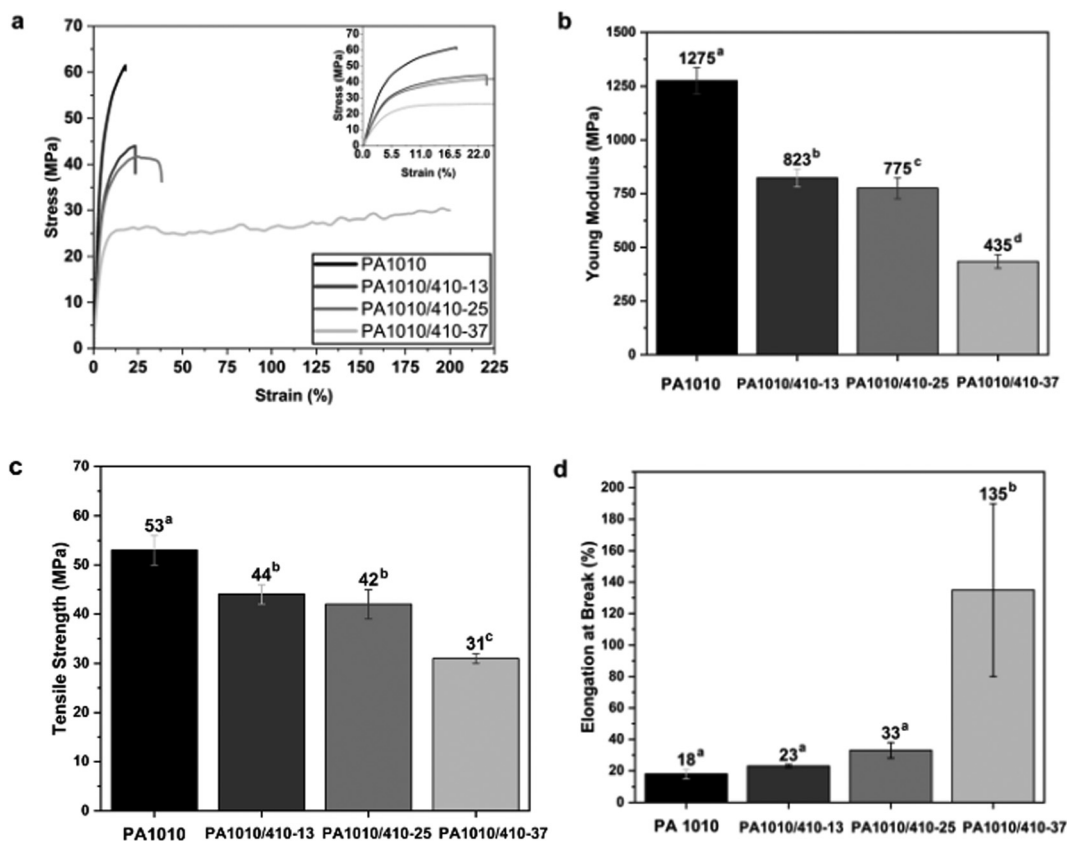 a
70
60
50
40
30
20
10
0
Stress (MPa)
0 25 50 75 100 125 150 175 200 225
Strain (%)
70
60
50
40
30
20
10
0
Stress (MPa)
0.0 5.5 11.0 16.5 22.0
Strain (%)
PA1010
PA1010/410-13
PA1010/410-25
PA1010/410-37
b
1500
1250
1000
750
500
250
0
Young Modulus (MPa)
1275a
823b
775c
435d
PA1010 PA1010/410-13 PA1010/410-25 PA1010/410-37
c
70
60
50
40
30
20
10
0
Tensile Strength (MPa)
53a
44b
42b
31c
PA1010 PA1010/410-13 PA1010/410-25 PA1010/410-37
d
200
180
160
140
120
100
80
60
40
20
0
Elongation at Break (%)
18a
23a
33a
135b
PA 1010 PA1010/410-13 PA1010/410-25 PA1010/410-37